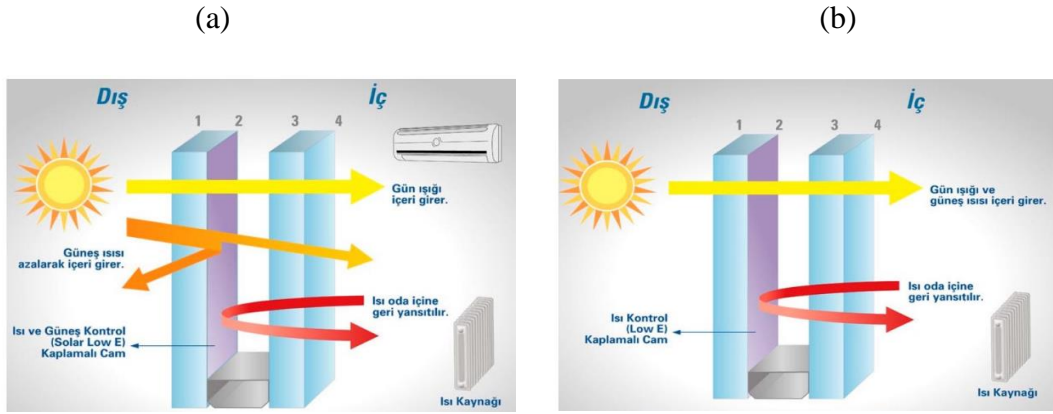 (a)
Dış
İç
1
2
3
4
Gün ışığı
içeri girer.
Güneş ısısı
azalarak içeri girer.
Isı oda içine
geri yansıtılır.
Isı ve Güneş Kontrol
(Solar Low E)
Kaplamalı Cam
Isı Kaynağı
(b)
Dış
İç
1
2
3
4
Gün ışığı ve
güneş ısısı içeri girer.
Isı oda içine
geri yansıtılır.
Isı Kontrol
(Low E)
Kaplamalı Cam
Isı Kaynağı